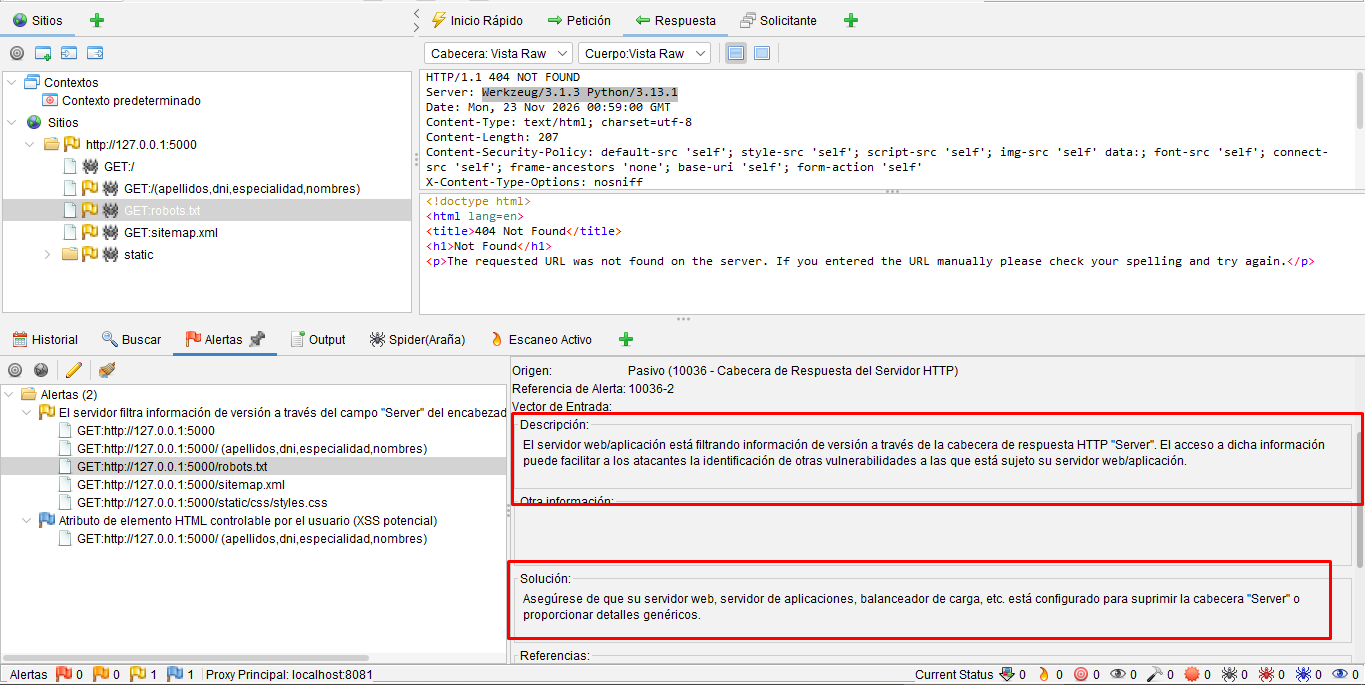 Sitios
Inicio Rápido
Petición
Respuesta
Solicitante
Cabecera: Vista Raw
Cuerpo:Vista Raw
Contextos
Contexto predeterminado
Sitios
http://127.0.0.1:5000
GET:/
GET:/(apellidos,dni,especialidad,nombres)
GET:robots.txt
GET:sitemap.xml
static
HTTP/1.1 404 NOT FOUND
Server: Werkzeug/3.1.3 Python/3.13.1
Date: Mon, 23 Nov 2026 00:59:00 GMT
Content-Type: text/html; charset=utf-8
Content-Length: 207
Content-Security-Policy: default-src 'self'; style-src 'self'; script-src 'self'; img-src 'self' data:; font-src 'self'; connect-
src 'self'; frame-ancestors 'none'; base-uri 'self'; form-action 'self'
X-Content-Type-Options: nosniff
<!doctype html>
<html lang=en>
<title>404 Not Found</title>
<h1>Not Found</h1>
<p>The requested URL was not found on the server. If you entered the URL manually please check your spelling and try again.</p>
Historial
Buscar
Alertas
Output
Spider(Araña)
Escaneo Activo
Alertas (2)
El servidor filtra información de versión a través del campo "Server" del encabezad
GET:http://127.0.0.1:5000
GET:http://127.0.0.1:5000/ (apellidos,dni,especialidad,nombres)
GET:http://127.0.0.1:5000/robots.txt
GET:http://127.0.0.1:5000/sitemap.xml
GET:http://127.0.0.1:5000/static/css/styles.css
Atributo de elemento HTML controlable por el usuario (XSS potencial)
GET:http://127.0.0.1:5000/ (apellidos,dni,especialidad,nombres)
Origen: Pasivo (10036 - Cabecera de Respuesta del Servidor HTTP)
Referencia de Alerta: 10036-2
Vector de Entrada:
Descripción:
El servidor web/aplicación está filtrando información de versión a través de la cabecera de respuesta HTTP "Server". El acceso a dicha información
puede facilitar a los atacantes la identificación de otras vulnerabilidades a las que está sujeto su servidor web/aplicación.
Otra información:
Solución:
Asegúrese de que su servidor web, servidor de aplicaciones, balanceador de carga, etc. está configurado para suprimir la cabecera "Server" o
proporcionar detalles genéricos.
Referencias:
Alertas 0 0 1 1 Proxy Principal: localhost:8081
Current Status 0 0 0 0 0 0 0 0 0 0